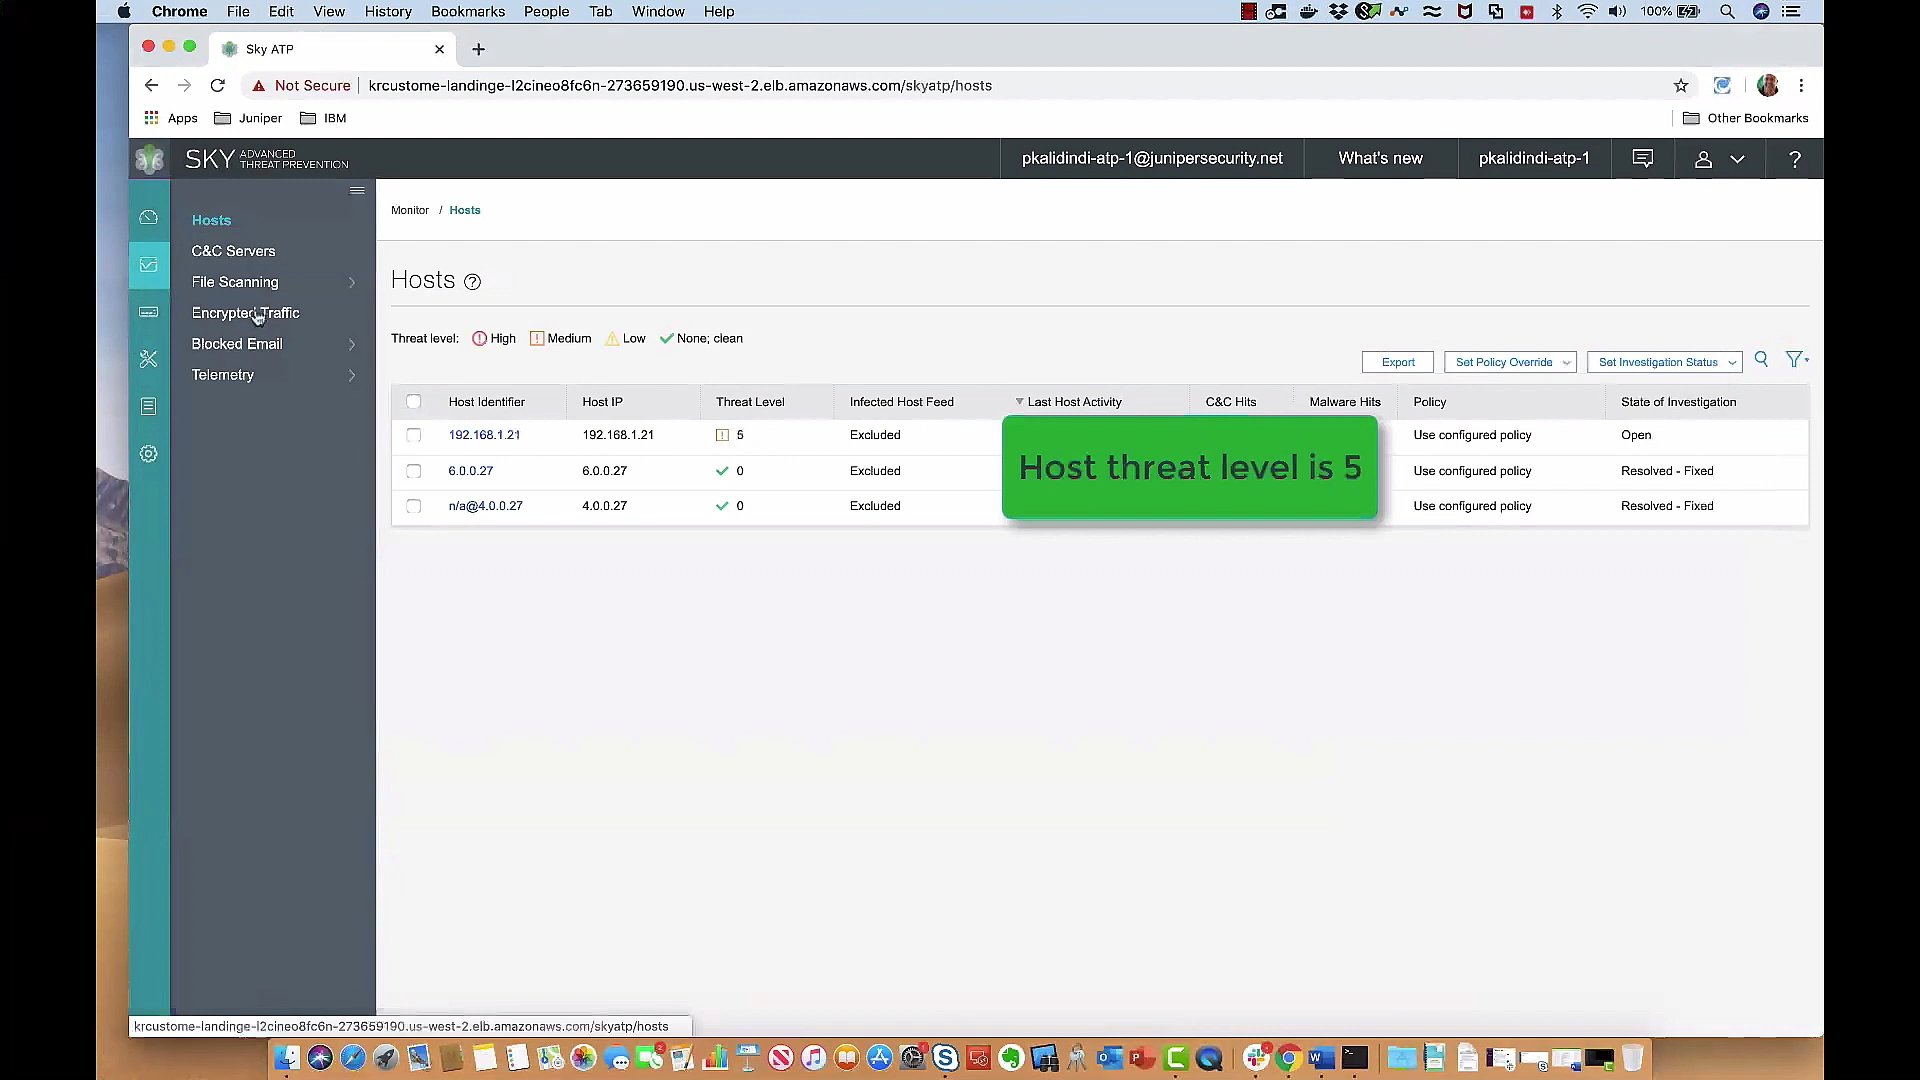 Chrome File Edit View History Bookmarks People Tab Window Help 100%
Sky ATP
Not Secure krcustome-landinge-l2cineo8fc6n-273659190.us-west-2.elb.amazonaws.com/skyatp/hosts
Apps Juniper IBM Other Bookmarks
SKY ADVANCED THREAT PREVENTION pkalidindi-atp-1@junipersecurity.net What's new pkalidindi-atp-1 ?
Hosts
C&C Servers
File Scanning
Encrypted Traffic
Blocked Email
Telemetry
Monitor / Hosts
Hosts ?
Threat level: High Medium Low None; clean
Export Set Policy Override Set Investigation Status
Host Identifier Host IP Threat Level Infected Host Feed Last Host Activity C&C Hits Malware Hits Policy State of Investigation
192.168.1.21 192.168.1.21 5 Excluded Use configured policy Open
6.0.0.27 6.0.0.27 0 Excluded Use configured policy Resolved - Fixed
n/a@4.0.0.27 4.0.0.27 0 Excluded Use configured policy Resolved - Fixed
Host threat level is 5
krcustome-landinge-l2cineo8fc6n-273659190.us-west-2.elb.amazonaws.com/skyatp/hosts